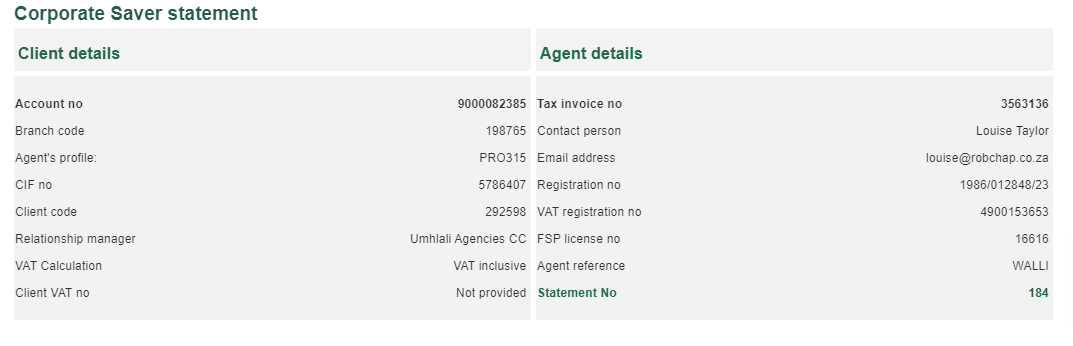 Corporate Saver statement
Client details
Account no 9000082385
Branch code 198765
Agent's profile: PRO315
CIF no 5786407
Client code 292598
Relationship manager Umhlali Agencies CC
VAT Calculation VAT inclusive
Client VAT no Not provided
Agent details
Tax invoice no 3563136
Contact person Louise Taylor
Email address louise@robchap.co.za
Registration no 1986/012848/23
VAT registration no 4900153653
FSP license no 16616
Agent reference WALLI
Statement No 184